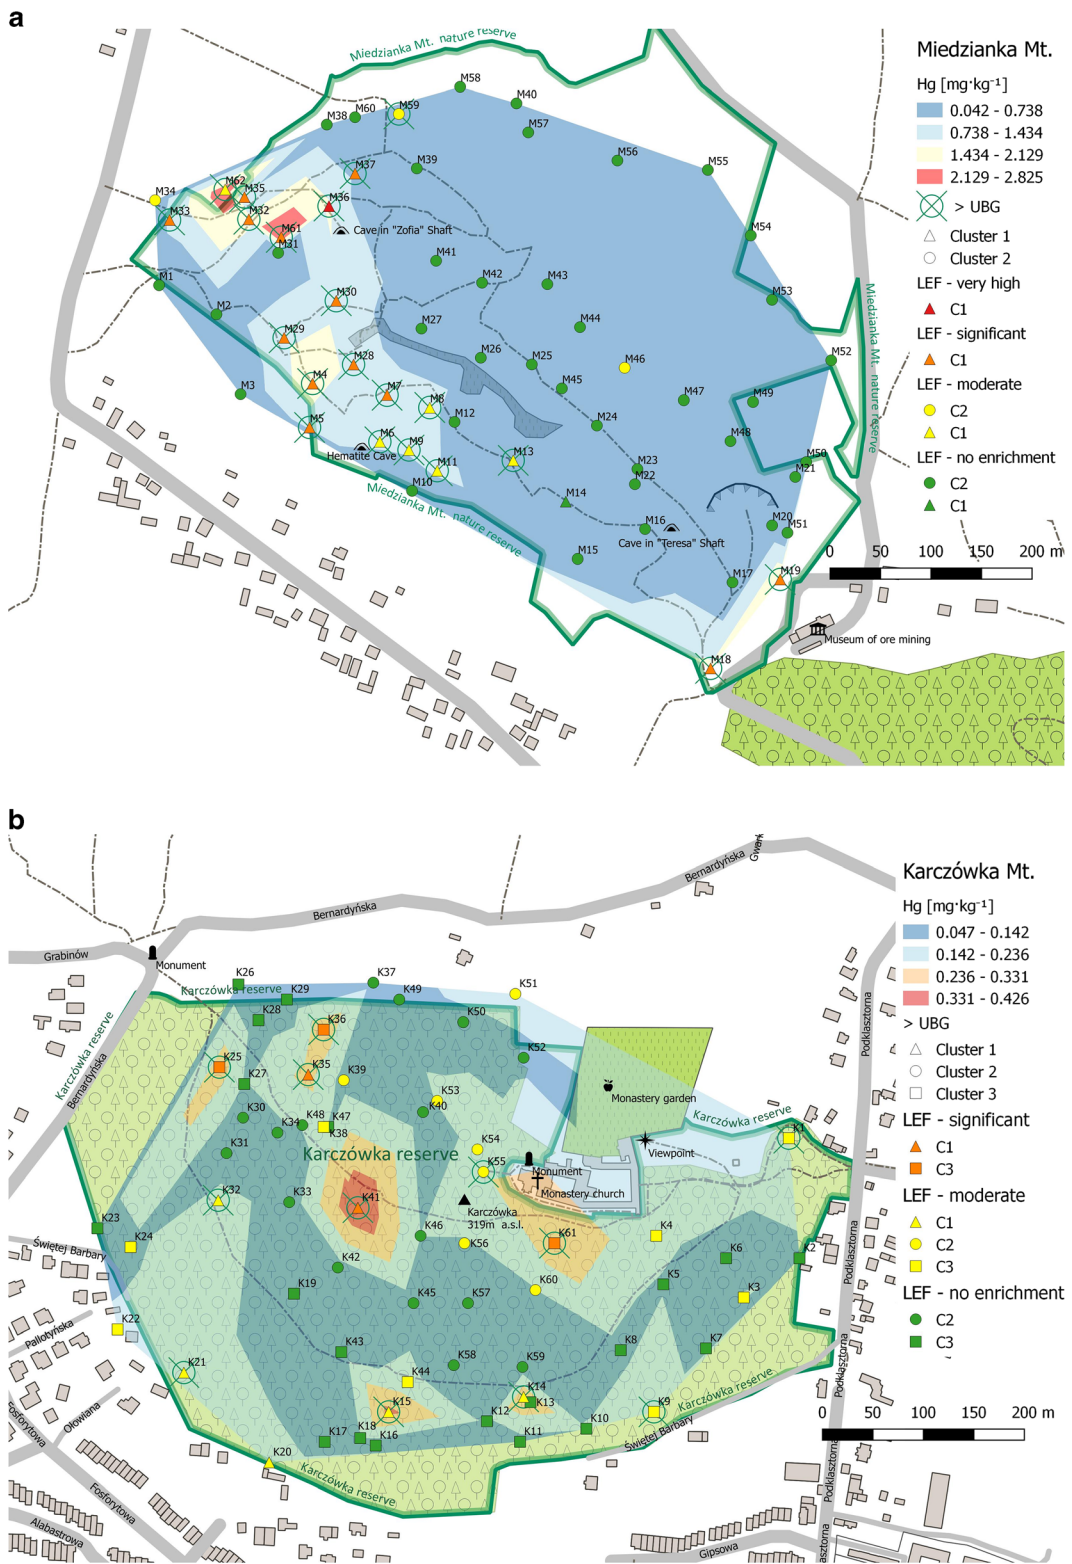 a
Miedzianka Mt. nature reserve
Miedzianka Mt.
Hg [mg·kg⁻¹]
0.042 - 0.738
0.738 - 1.434
1.434 - 2.129
2.129 - 2.825
> UBG
Cluster 1
Cluster 2
LEF - very high
C1
LEF - significant
C1
LEF - moderate
C2
C1
LEF - no enrichment
C2
C1
M58
M40
M59
M60
M38
M57
M39
M56
M55
M37
M62
M35
M34
M36
M33
M32
M61
Cave in "Zofia" Shaft
M54
M31
M41
M1
M42
M43
M30
M53
M2
M27
M44
M29
Miedzianka Mt. nature reserve
M26
M25
M28
M46
M52
M4
M3
M7
M45
M47
M49
M8
M12
M24
M5
M6
M48
M9
Hematite Cave
M13
M11
M23
M50
M10
M22
M21
Miedzianka Mt. nature reserve
M14
M16
Cave in "Teresa" Shaft
M20
M51
M15
M17
M19
0 50 100 150 200 m
Museum of ore mining
M18
b
Bernardyńska
Gwark
Karczówka Mt.
Hg [mg·kg⁻¹]
0.047 - 0.142
0.142 - 0.236
0.236 - 0.331
0.331 - 0.426
> UBG
Cluster 1
Cluster 2
Cluster 3
LEF - significant
C1
C3
LEF - moderate
C1
C2
C3
LEF - no enrichment
C2
C3
Bernardyńska
Grabinów
Monument
K26
K37
K51
Karczówka reserve
K29
K49
K28
K50
K36
Karczówka reserve
Bernardyńska
K25
K35
K52
K27
K39
K53
Monastery garden
K30
K48
K47
K40
K31
K38
Karczówka reserve
K1
Karczówka reserve
K54
Viewpoint
K55
Monument
K32
K33
K41
Monastery church
Karczówka
319m a.s.l.
K23
K24
K46
K56
K61
K4
Świętej Barbary
K42
K6
K2
K19
K60
K5
K3
Podklasztorna
Podklasztorna
K22
K45
K57
Pallotyńska
K43
K8
K7
K21
K58
K59
K44
Podklasztorna
Karczówka reserve
K14
K15
K13
K9
Ołowiana
Fosforytowa
K12
K10
K17
K18
K16
K11
Świętej Barbary
0 50 100 150 200 m
K20
Karczówka reserve
Podklasztorna
Fosforytowa
Alabastrowa
Gipsowa
sztorna